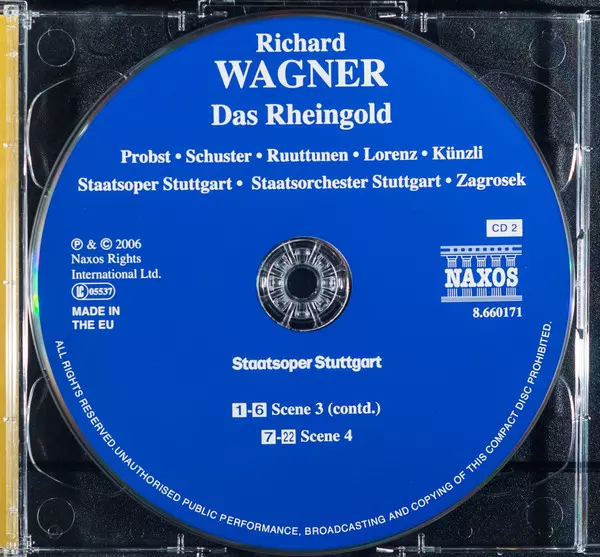 Richard
WAGNER
Das Rheingold
Probst • Schuster • Ruuttunen • Lorenz • Künzli
Staatsoper Stuttgart • Staatsorchester Stuttgart • Zagrosek
CD 2
℗ & © 2006
Naxos Rights
International Ltd.
LC 05537
MADE IN
THE EU
NAXOS
8.660171
Staatsoper Stuttgart
1-6 Scene 3 (contd.)
7-22 Scene 4
ALL RIGHTS RESERVED.UNAUTHORISED PUBLIC PERFORMANCE, BROADCASTING AND COPYING OF THIS COMPACT DISC PROHIBITED.